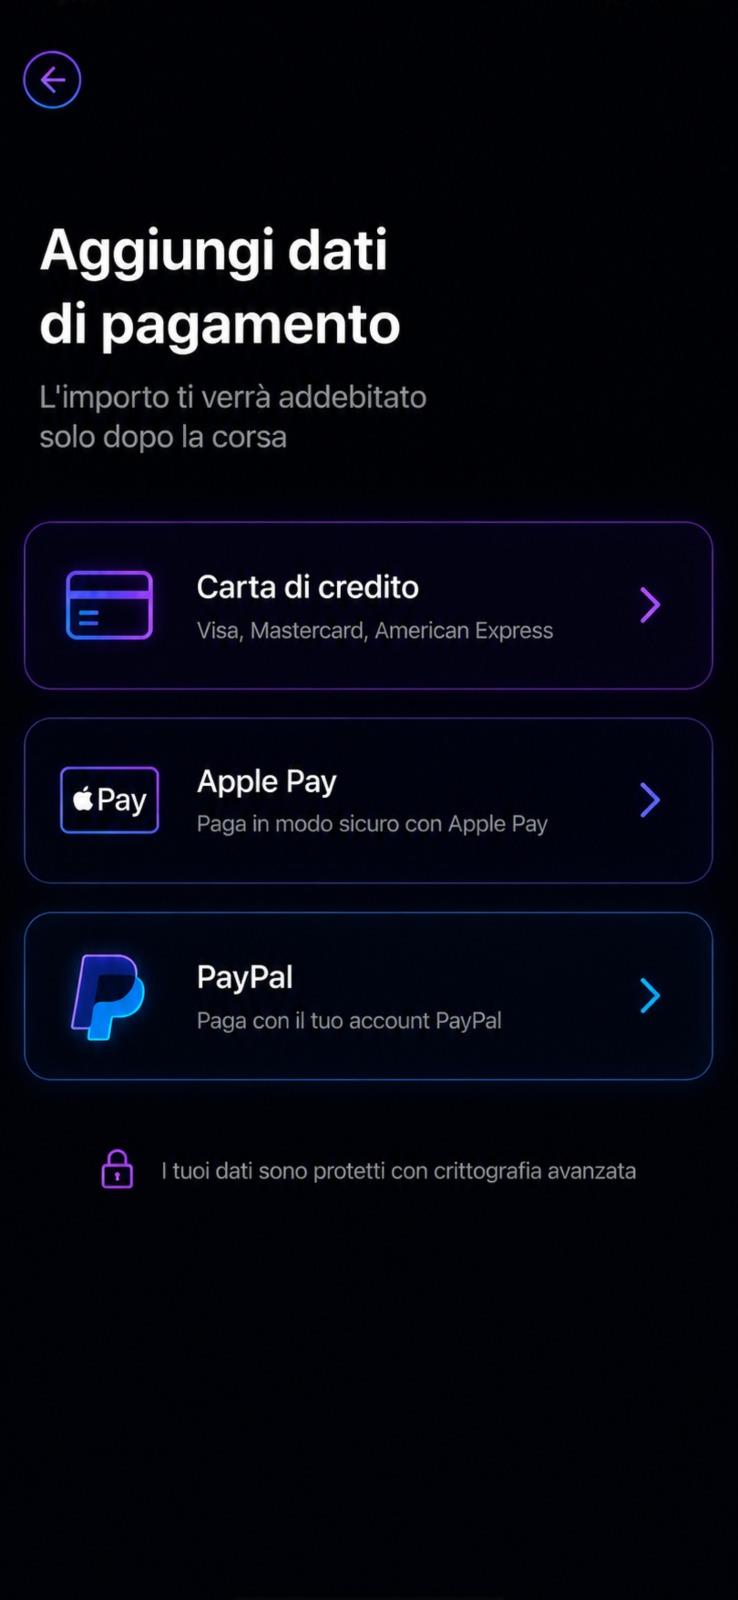 Aggiungi dati
di pagamento
L'importo ti verrà addebitato
solo dopo la corsa
Carta di credito
Visa, Mastercard, American Express
Pay
Apple Pay
Paga in modo sicuro con Apple Pay
PayPal
Paga con il tuo account PayPal
I tuoi dati sono protetti con crittografia avanzata